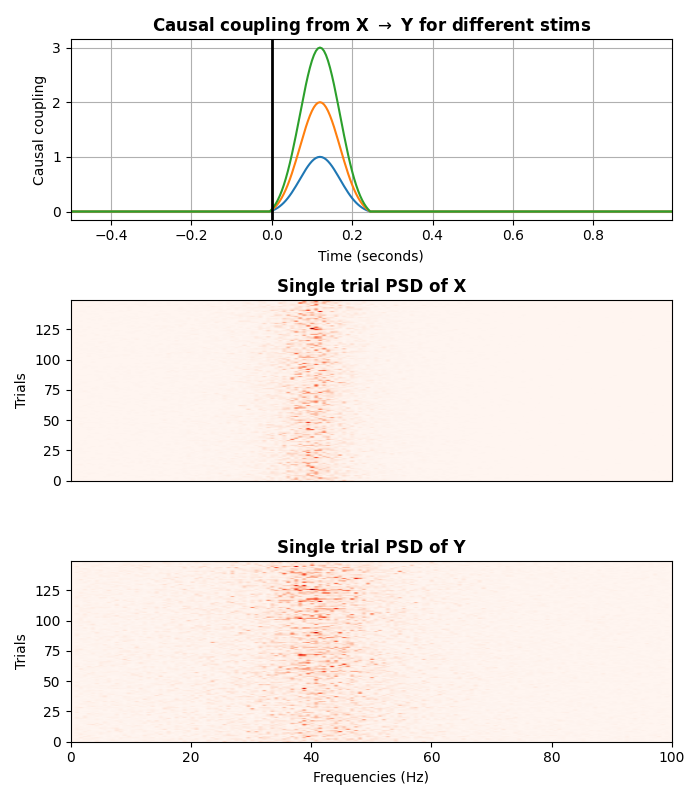 Causal coupling from X → Y for different stims
3
2
1
0
Causal coupling
−0.4 −0.2 0.0 0.2 0.4 0.6 0.8
Time (seconds)
Single trial PSD of X
125
100
75
50
25
0
Trials
Single trial PSD of Y
125
100
75
50
25
0
Trials
0 20 40 60 80 100
Frequencies (Hz)